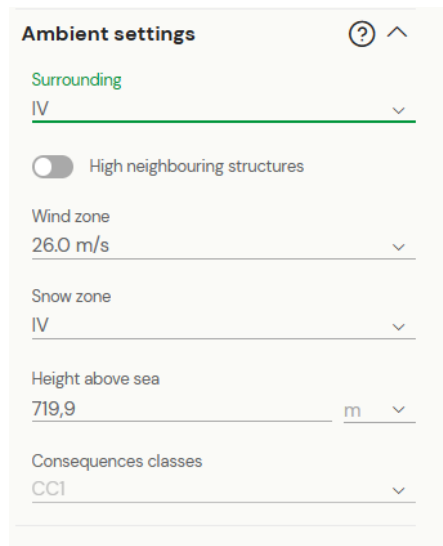 Ambient settings ?
Surrounding
IV
High neighbouring structures
Wind zone
26.0 m/s
Snow zone
IV
Height above sea
719,9 m
Consequences classes
CC1